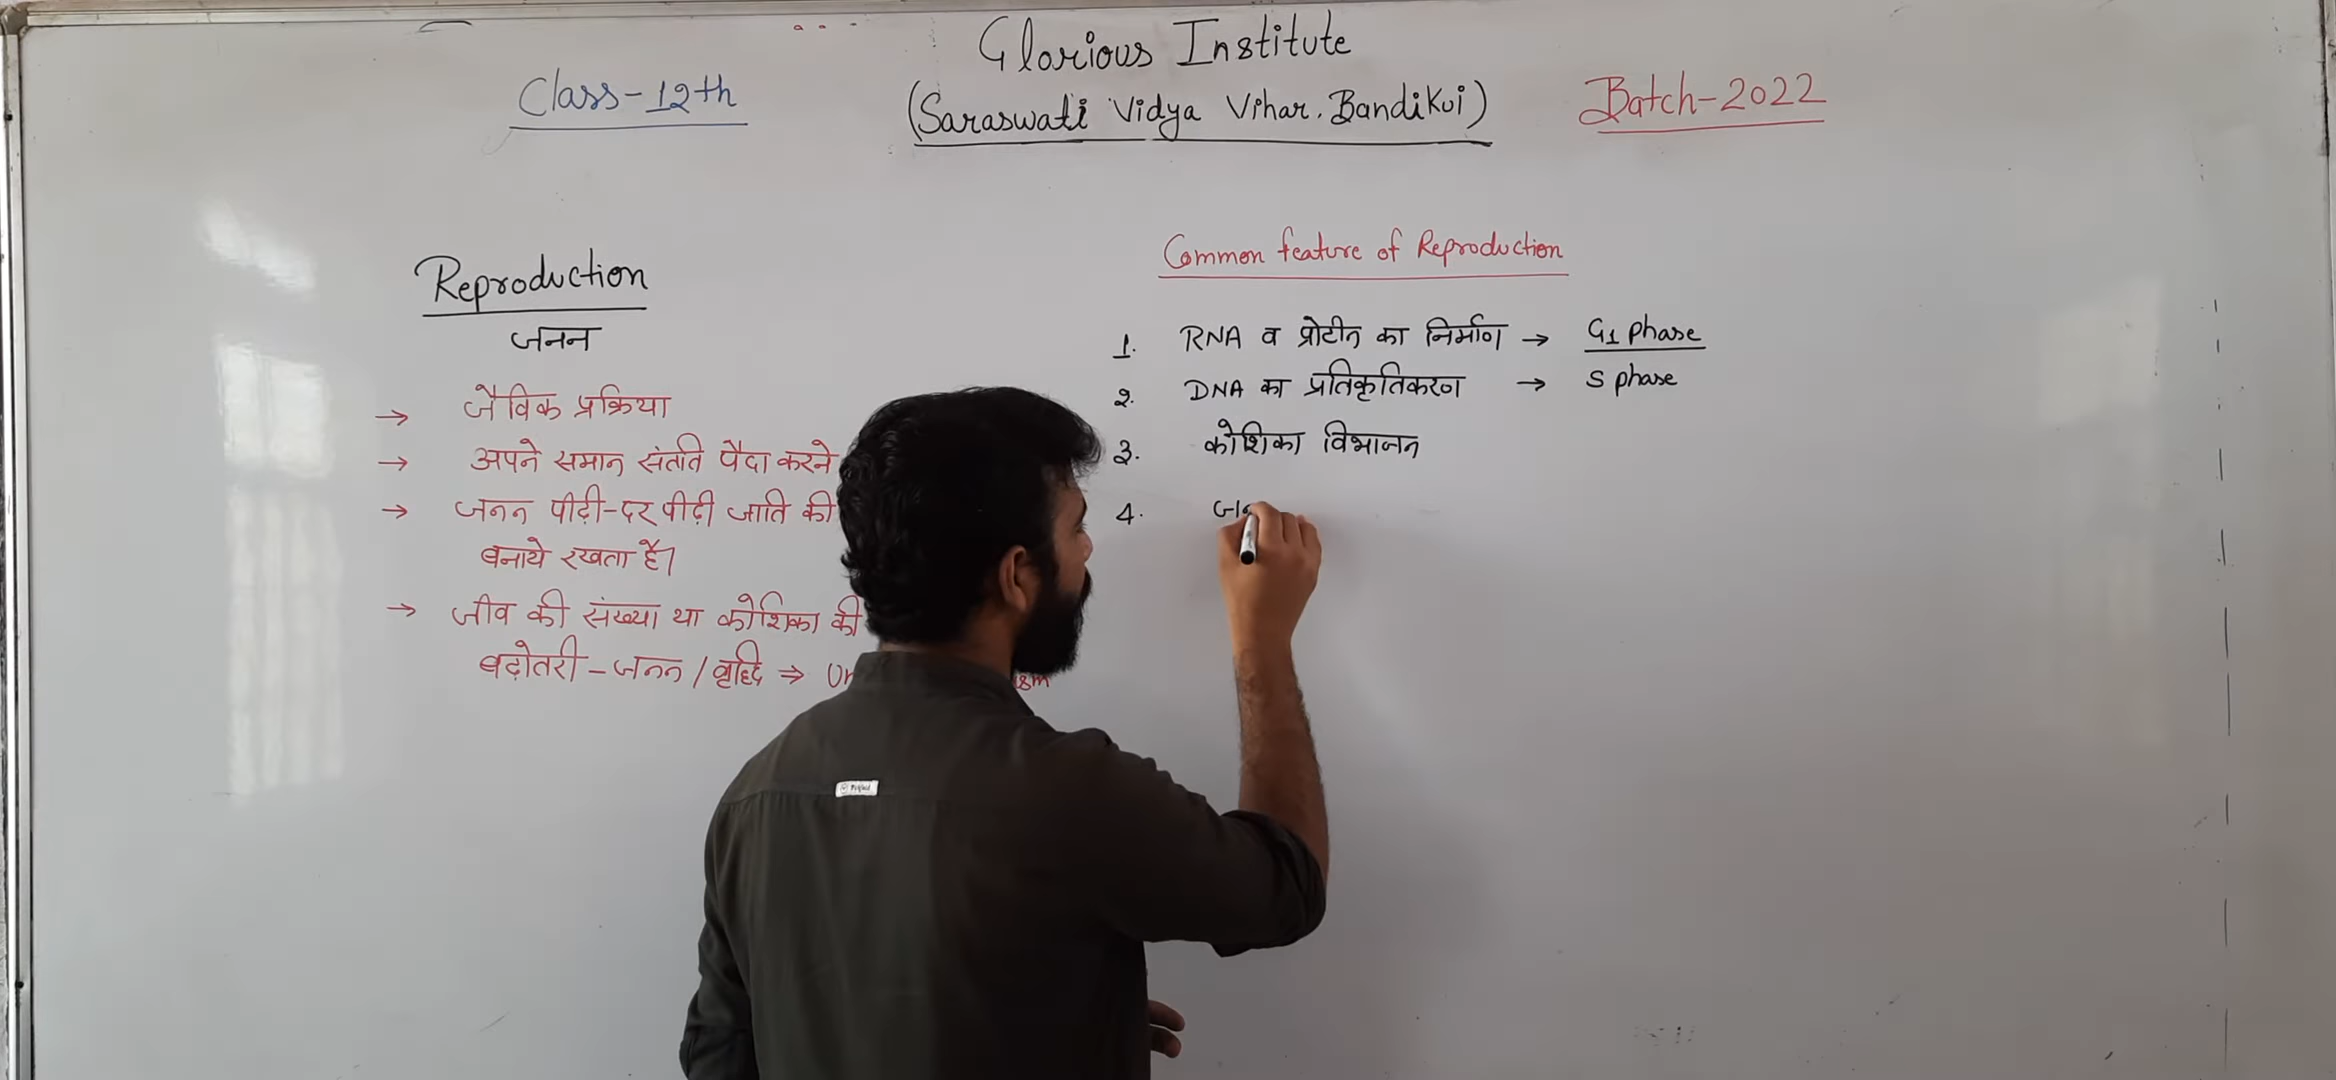 Glorious Institute
Class-12th
(Saraswati Vidya Vihar, Bandikui)
Batch-2022
Reproduction
जनन
→ जैविक प्रक्रिया
→ अपने समान संतति पैदा करने
→ जनन पीढ़ी-दर पीढ़ी जाति की
बनाये रखता है।
→ जीव की संख्या या कोशिका की
बढ़ोतरी - जनन / वृद्धि ⇒
Common feature of Reproduction
1. RNA व प्रोटीन का निर्माण → G1 phase
2. DNA का प्रतिकृतिकरण → S phase
3. कोशिका विभाजन
4.